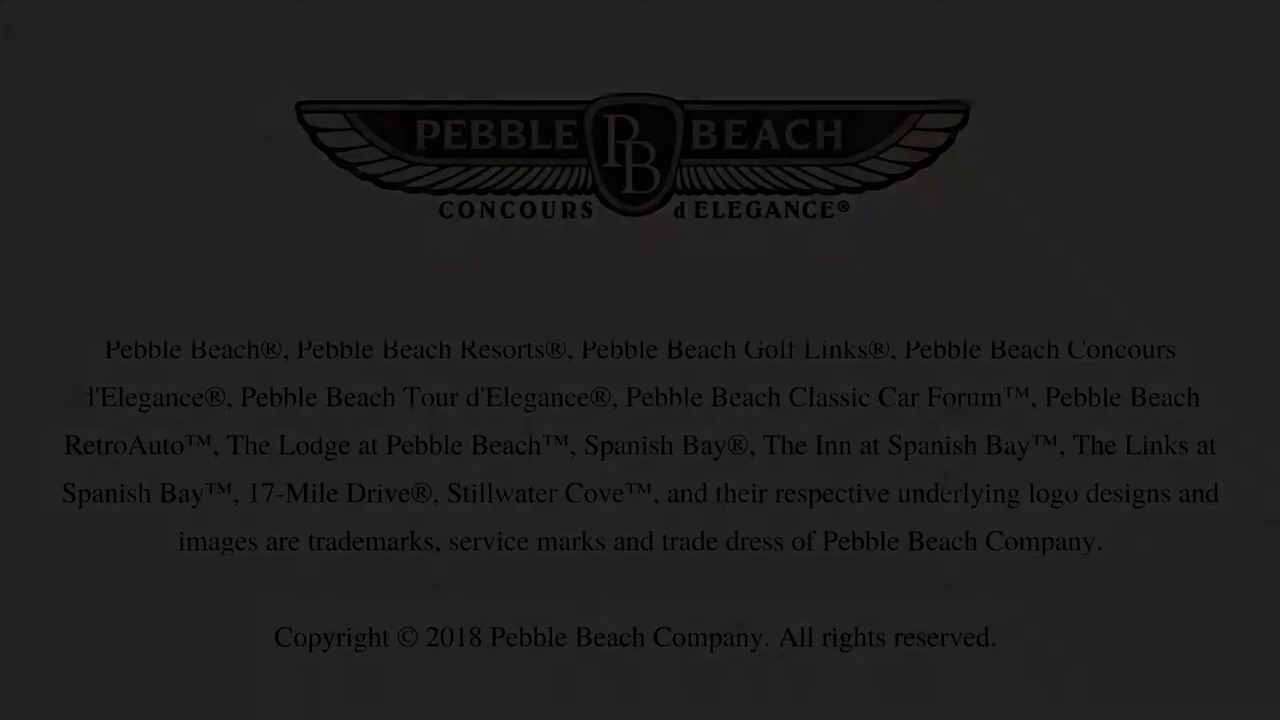 PEBBLE PB BEACH
CONCOURS d ELEGANCE®
Pebble Beach®, Pebble Beach Resorts®, Pebble Beach Golf Links®, Pebble Beach Concours
d'Elegance®, Pebble Beach Tour d'Elegance®, Pebble Beach Classic Car Forum™, Pebble Beach
RetroAuto™, The Lodge at Pebble Beach™, Spanish Bay®, The Inn at Spanish Bay™, The Links at
Spanish Bay™, 17-Mile Drive®, Stillwater Cove™, and their respective underlying logo designs and
images are trademarks, service marks and trade dress of Pebble Beach Company.
Copyright © 2018 Pebble Beach Company. All rights reserved.